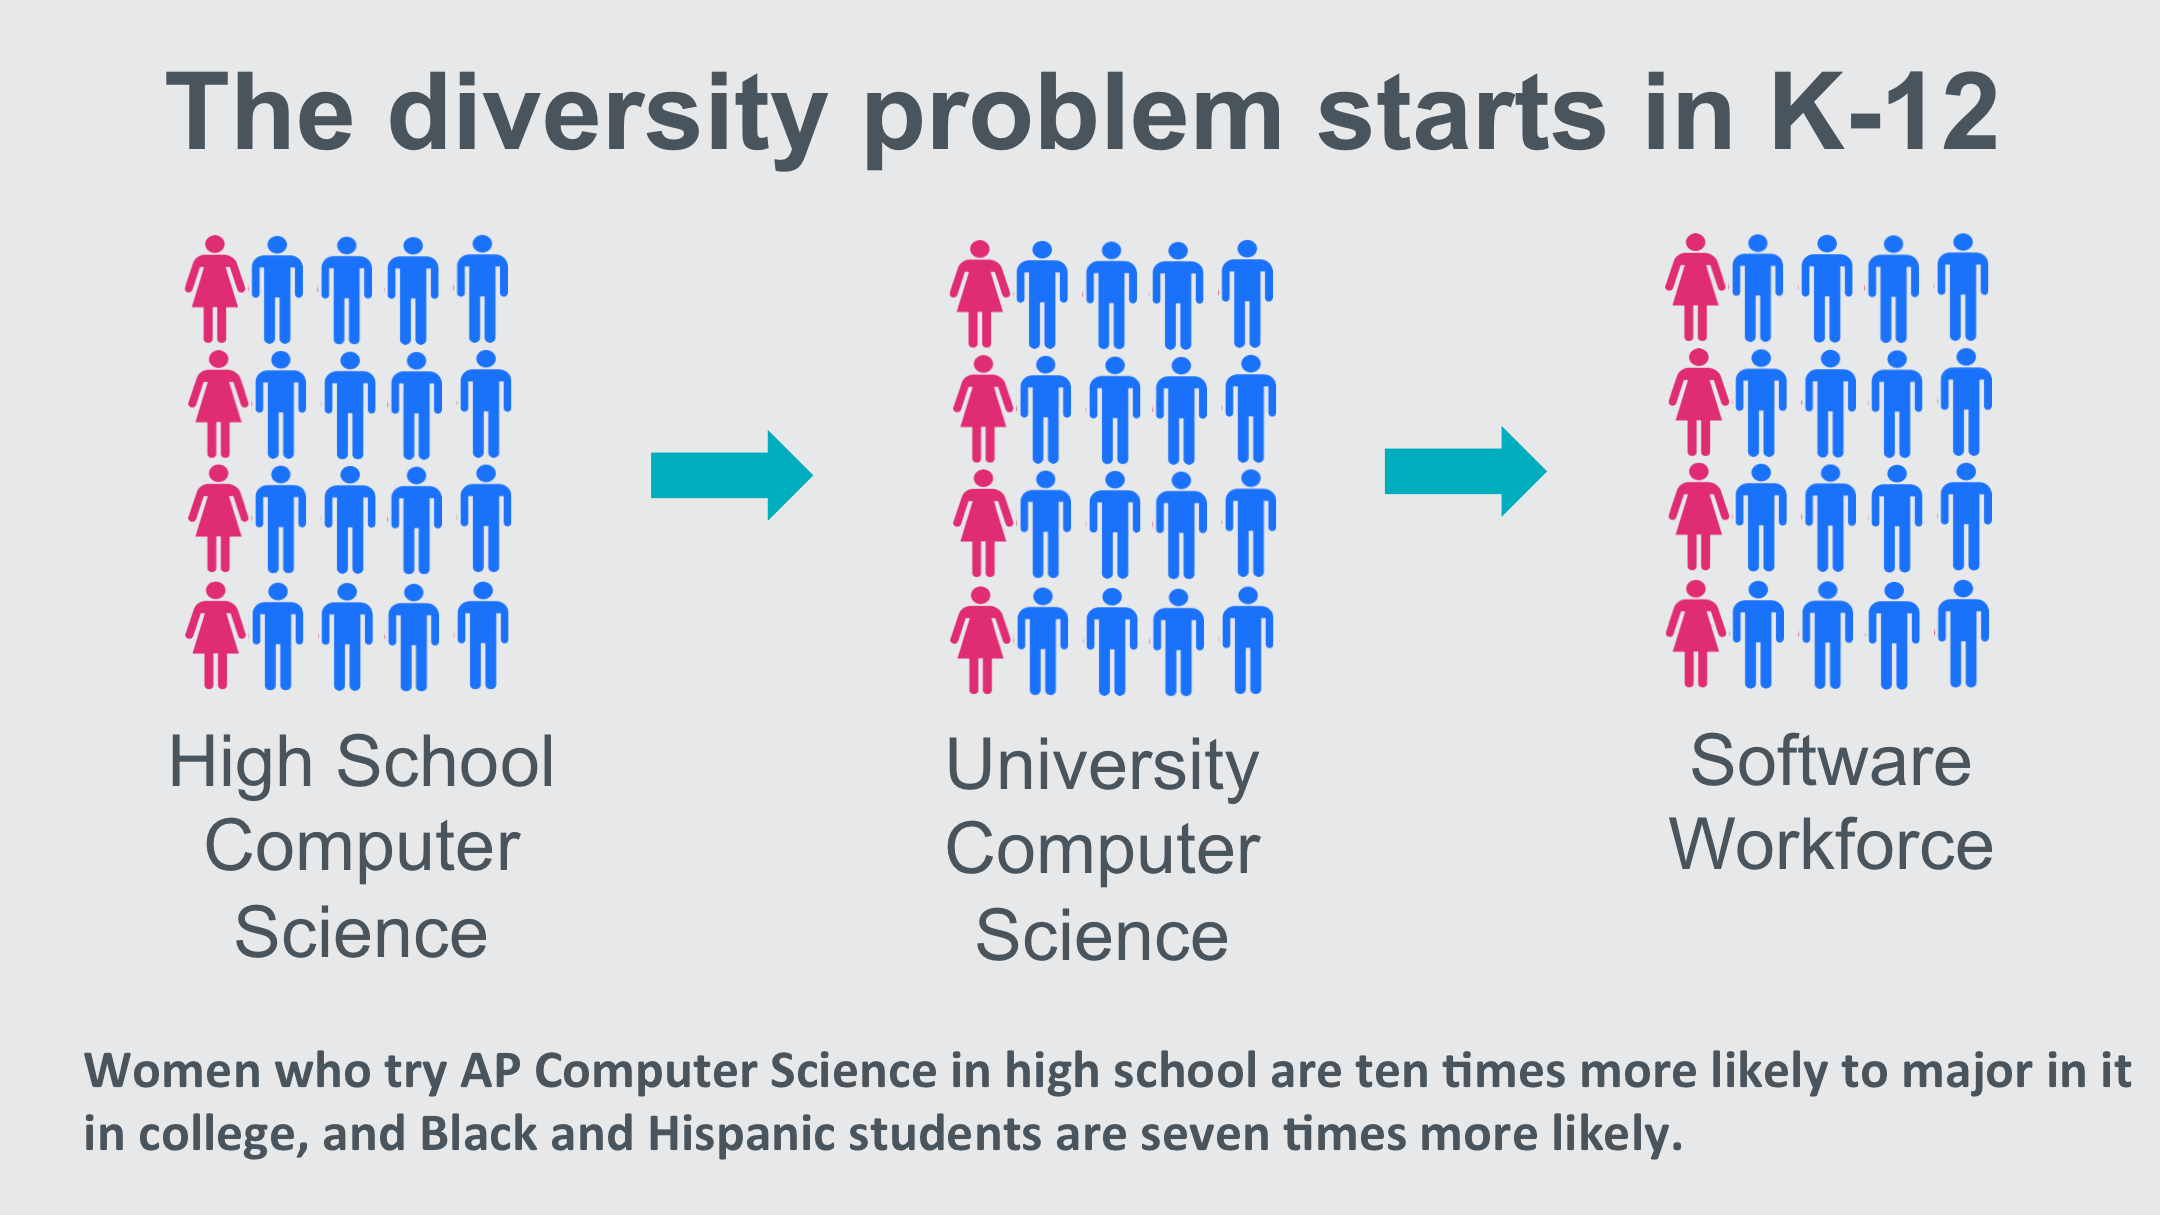 The diversity problem starts in K-12
High School
Computer
Science
University
Computer
Science
Software
Workforce
Women who try AP Computer Science in high school are ten times more likely to major in it
in college, and Black and Hispanic students are seven times more likely.